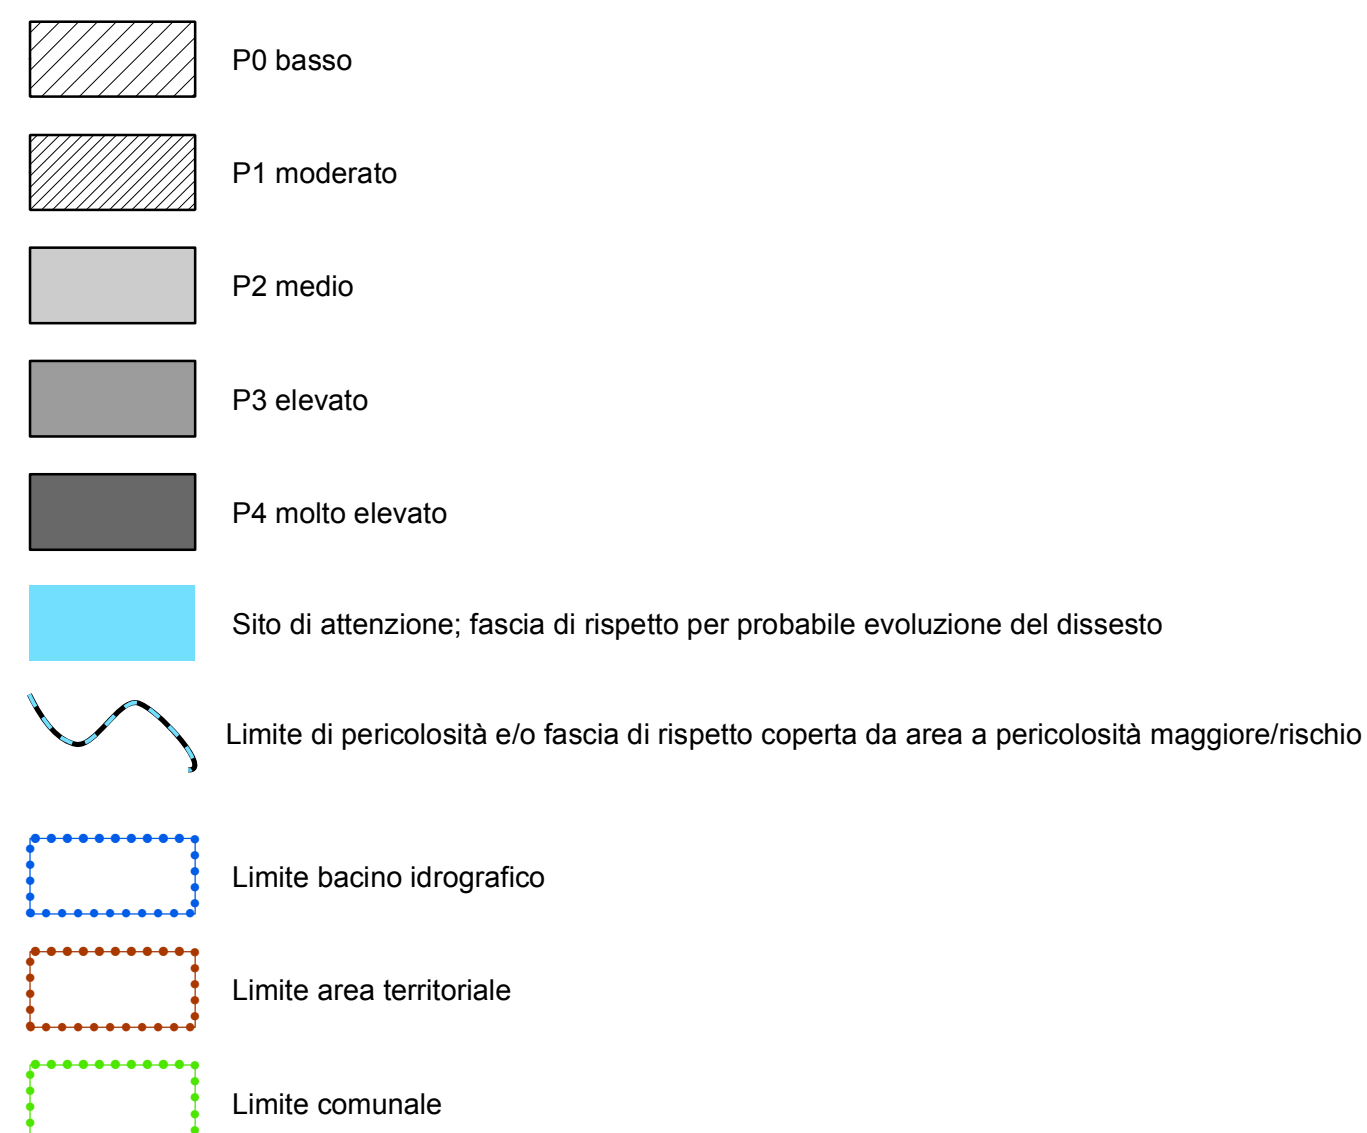 P0 basso
P1 moderato
P2 medio
P3 elevato
P4 molto elevato
Sito di attenzione; fascia di rispetto per probabile evoluzione del dissesto
Limite di pericolosità e/o fascia di rispetto coperta da area a pericolosità maggiore/rischio
Limite bacino idrografico
Limite area territoriale
Limite comunale